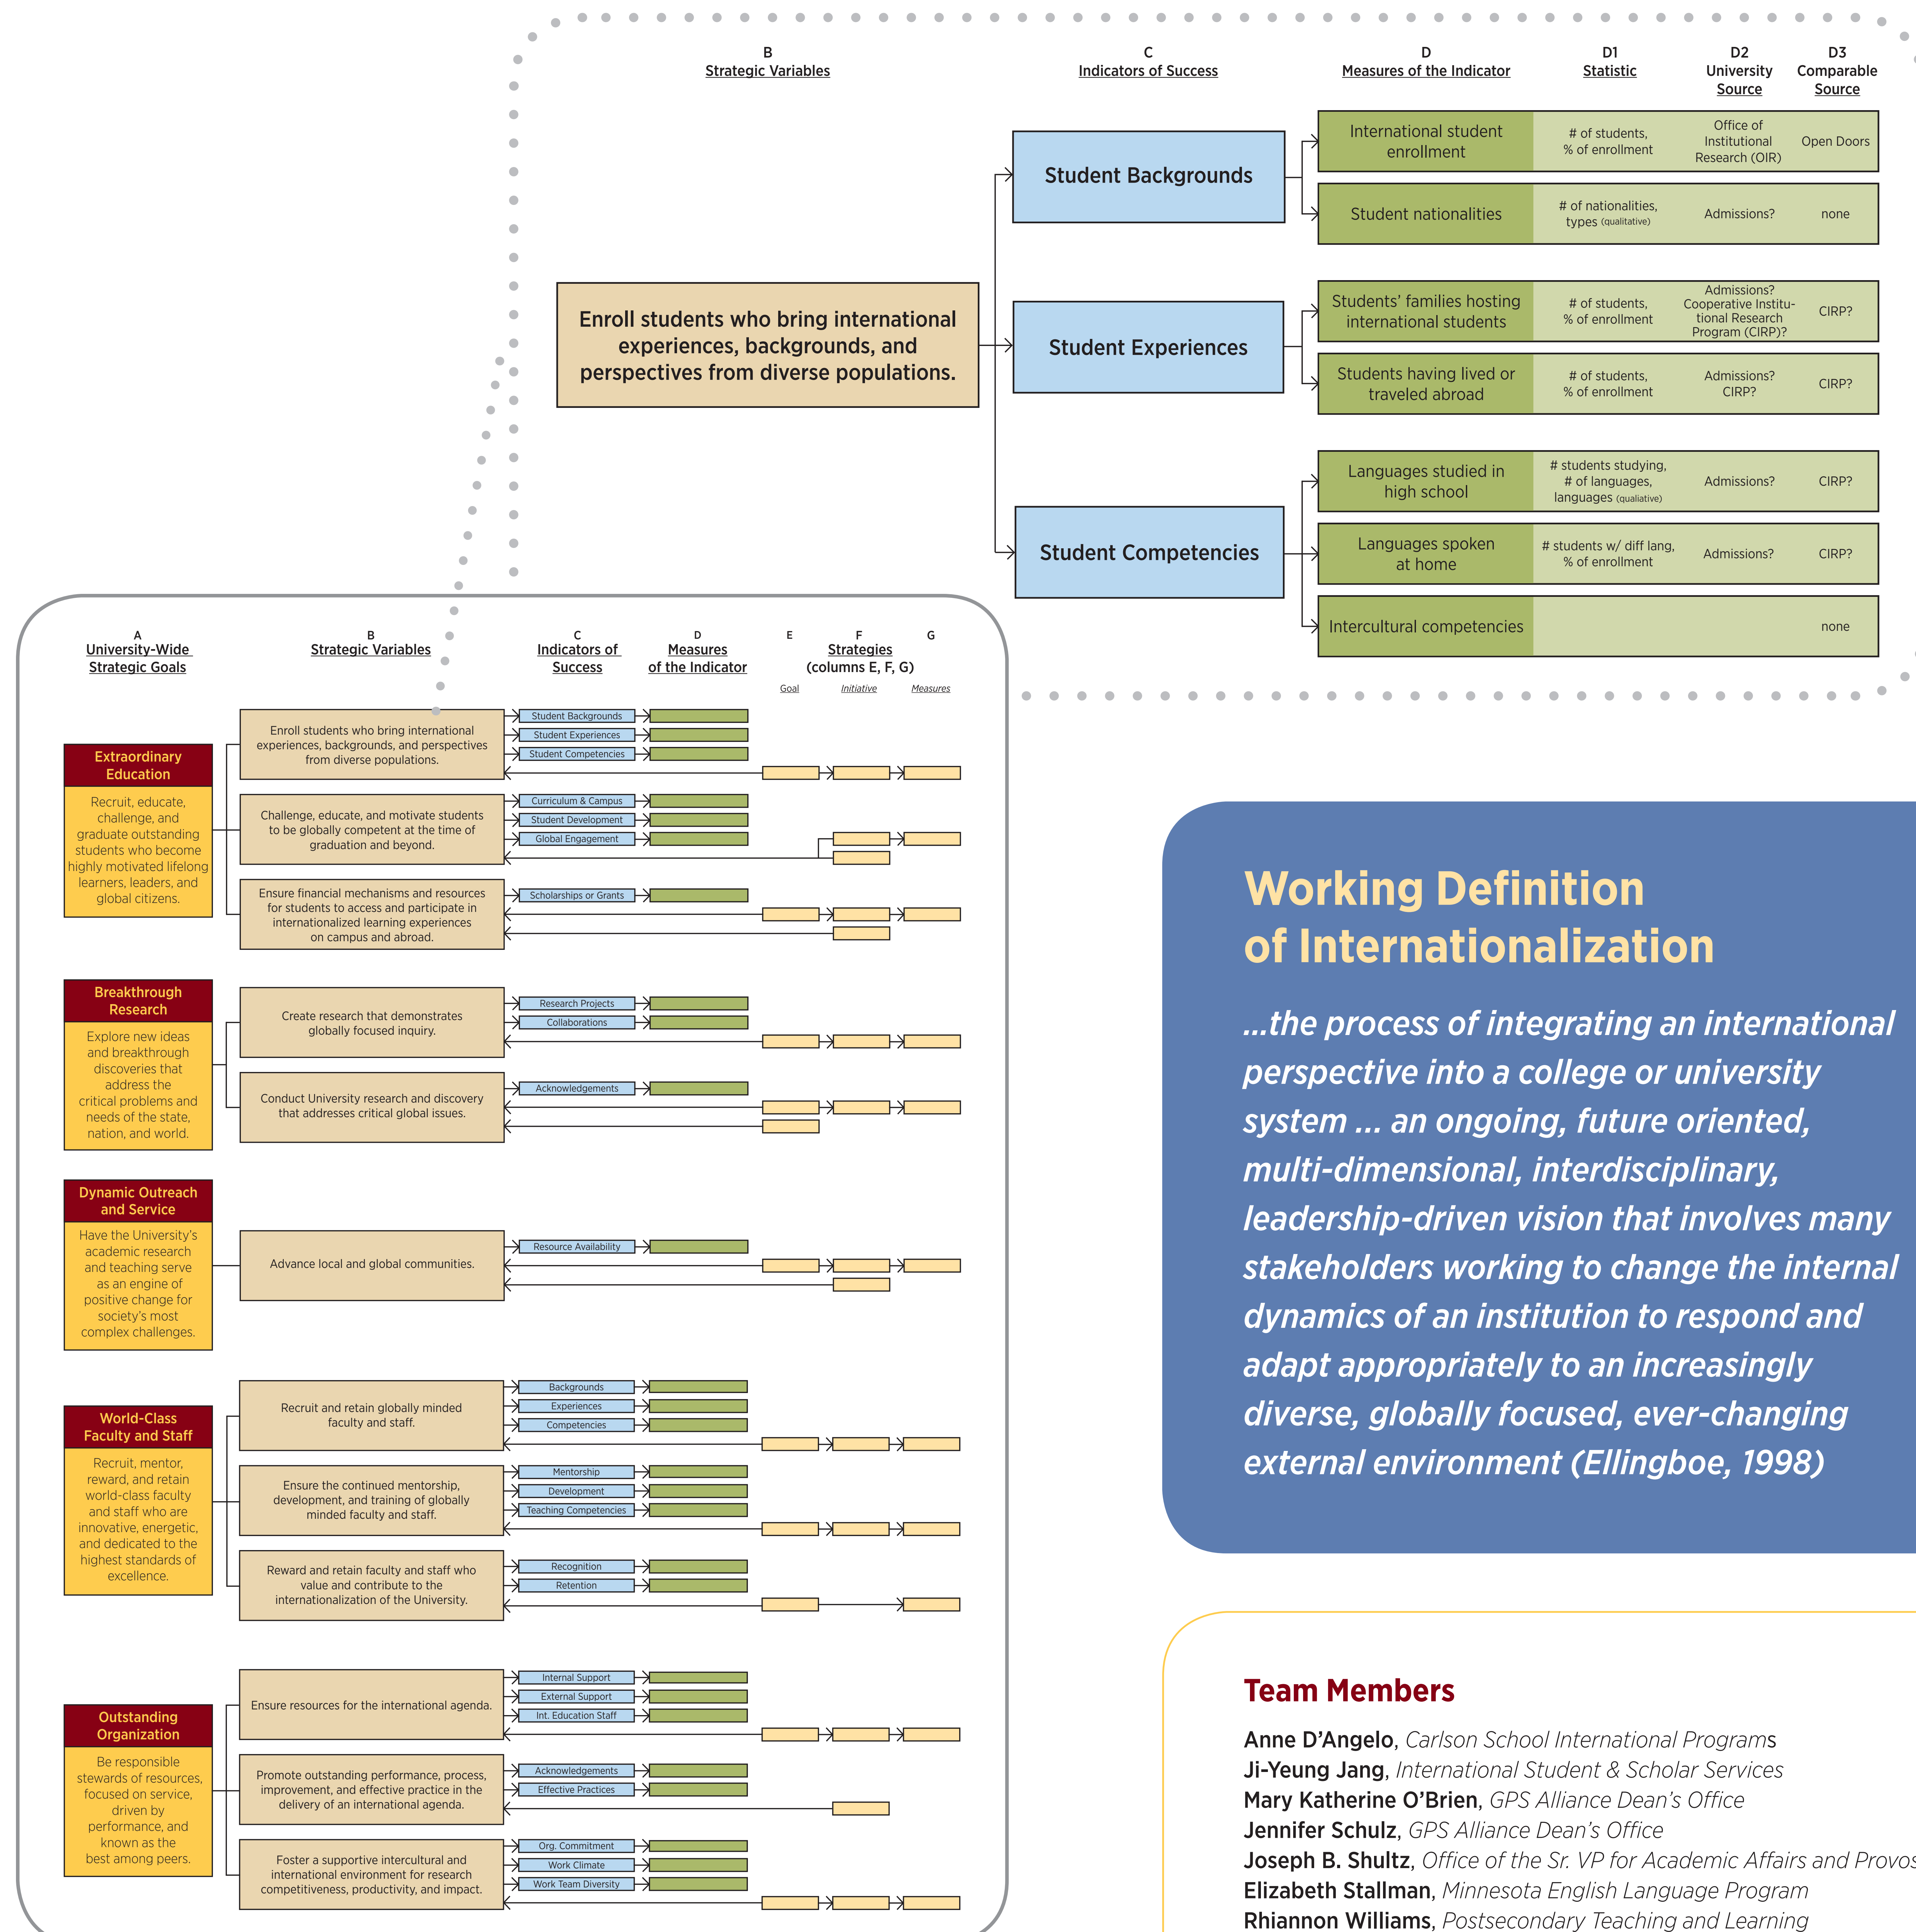 B
Strategic Variables
C
Indicators of Success
D
Measures of the Indicator
D1
Statistic
D2
University
Source
D3
Comparable
Source
Enroll students who bring international
experiences, backgrounds, and
perspectives from diverse populations.
Student Backgrounds
International student
enrollment
# of students,
% of enrollment
Office of
Institutional
Research (OIR)
Open Doors
Student nationalities
# of nationalities,
types (qualitative)
Admissions?
none
Student Experiences
Students’ families hosting
international students
# of students,
% of enrollment
Admissions?
Cooperative Institu-
tional Research
Program (CIRP)?
CIRP?
Students having lived or
traveled abroad
# of students,
% of enrollment
Admissions?
CIRP?
CIRP?
Student Competencies
Languages studied in
high school
# students studying,
# of languages,
languages (qualiative)
Admissions?
CIRP?
Languages spoken
at home
# students w/ diff lang,
% of enrollment
Admissions?
CIRP?
Intercultural competencies
none
A
University-Wide
Strategic Goals
B
Strategic Variables
C
Indicators of
Success
D
Measures
of the Indicator
E
F
G
Strategies
(columns E, F, G)
Goal
Initiative
Measures
Extraordinary
Education
Recruit, educate,
challenge, and
graduate outstanding
students who become
highly motivated lifelong
learners, leaders, and
global citizens.
Enroll students who bring international
experiences, backgrounds, and perspectives
from diverse populations.
Student Backgrounds
Student Experiences
Student Competencies
Challenge, educate, and motivate students
to be globally competent at the time of
graduation and beyond.
Curriculum & Campus
Student Development
Global Engagement
Ensure financial mechanisms and resources
for students to access and participate in
internationalized learning experiences
on campus and abroad.
Scholarships or Grants
Breakthrough
Research
Explore new ideas
and breakthrough
discoveries that
address the
critical problems and
needs of the state,
nation, and world.
Create research that demonstrates
globally focused inquiry.
Research Projects
Collaborations
Conduct University research and discovery
that addresses critical global issues.
Acknowledgements
Dynamic Outreach
and Service
Have the University’s
academic research
and teaching serve
as an engine of
positive change for
society’s most
complex challenges.
Advance local and global communities.
Resource Availability
World-Class
Faculty and Staff
Recruit, mentor,
reward, and retain
world-class faculty
and staff who are
innovative, energetic,
and dedicated to the
highest standards of
excellence.
Recruit and retain globally minded
faculty and staff.
Backgrounds
Experiences
Competencies
Ensure the continued mentorship,
development, and training of globally
minded faculty and staff.
Mentorship
Development
Teaching Competencies
Reward and retain faculty and staff who
value and contribute to the
internationalization of the University.
Recognition
Retention
Outstanding
Organization
Be responsible
stewards of resources,
focused on service,
driven by
performance, and
known as the
best among peers.
Ensure resources for the international agenda.
Internal Support
External Support
Int. Education Staff
Promote outstanding performance, process,
improvement, and effective practice in the
delivery of an international agenda.
Acknowledgements
Effective Practices
Foster a supportive intercultural and
international environment for research
competitiveness, productivity, and impact.
Org. Commitment
Work Climate
Work Team Diversity
Working Definition
of Internationalization
...the process of integrating an international
perspective into a college or university
system ... an ongoing, future oriented,
multi-dimensional, interdisciplinary,
leadership-driven vision that involves many
stakeholders working to change the internal
dynamics of an institution to respond and
adapt appropriately to an increasingly
diverse, globally focused, ever-changing
external environment (Ellingboe, 1998)
Team Members
Anne D’Angelo, Carlson School International Programs
Ji-Yeung Jang, International Student & Scholar Services
Mary Katherine O’Brien, GPS Alliance Dean’s Office
Jennifer Schulz, GPS Alliance Dean’s Office
Joseph B. Shultz, Office of the Sr. VP for Academic Affairs and Provos
Elizabeth Stallman, Minnesota English Language Program
Rhiannon Williams, Postsecondary Teaching and Learning